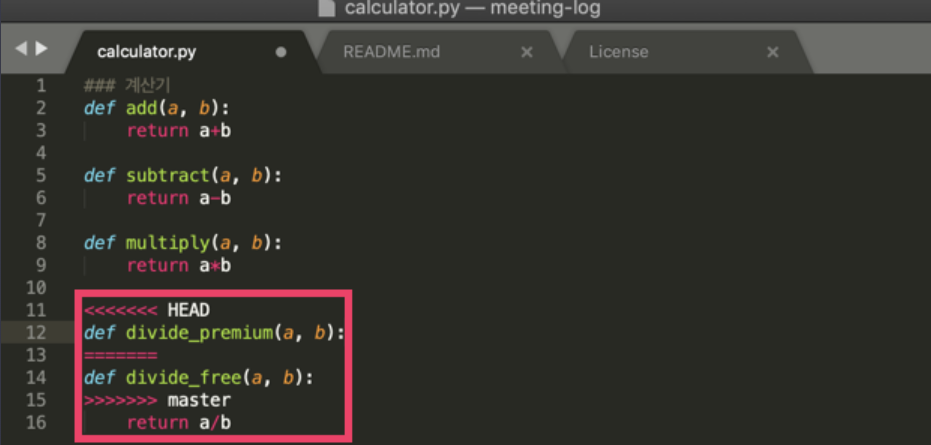 calculator.py — meeting-log
calculator.py
README.md
License
1 ### 계산기
2 def add(a, b):
3     return a+b
4
5 def subtract(a, b):
6     return a-b
7
8 def multiply(a, b):
9     return a*b
10
11 <<<<<<< HEAD
12 def divide_premium(a, b):
13 =======
14 def divide_free(a, b):
15 >>>>>>> master
16     return a/b